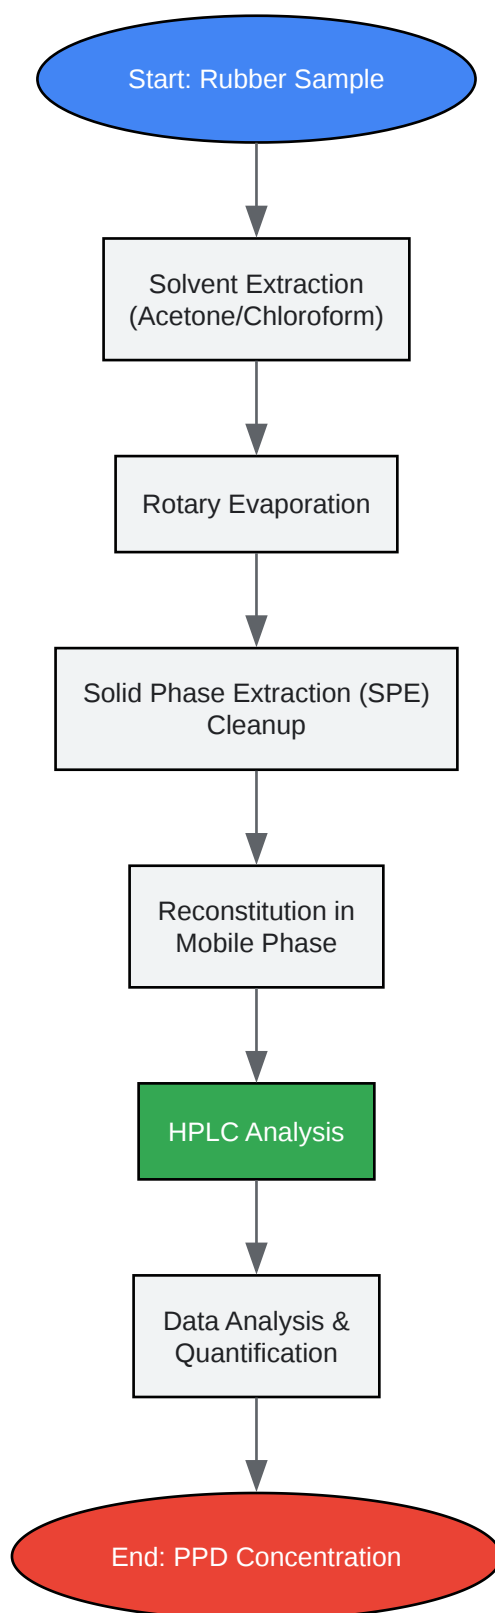 Start: Rubber Sample
Solvent Extraction
(Acetone/Chloroform)
Rotary Evaporation
Solid Phase Extraction (SPE)
Cleanup
Reconstitution in
Mobile Phase
HPLC Analysis
Data Analysis &
Quantification
End: PPD Concentration